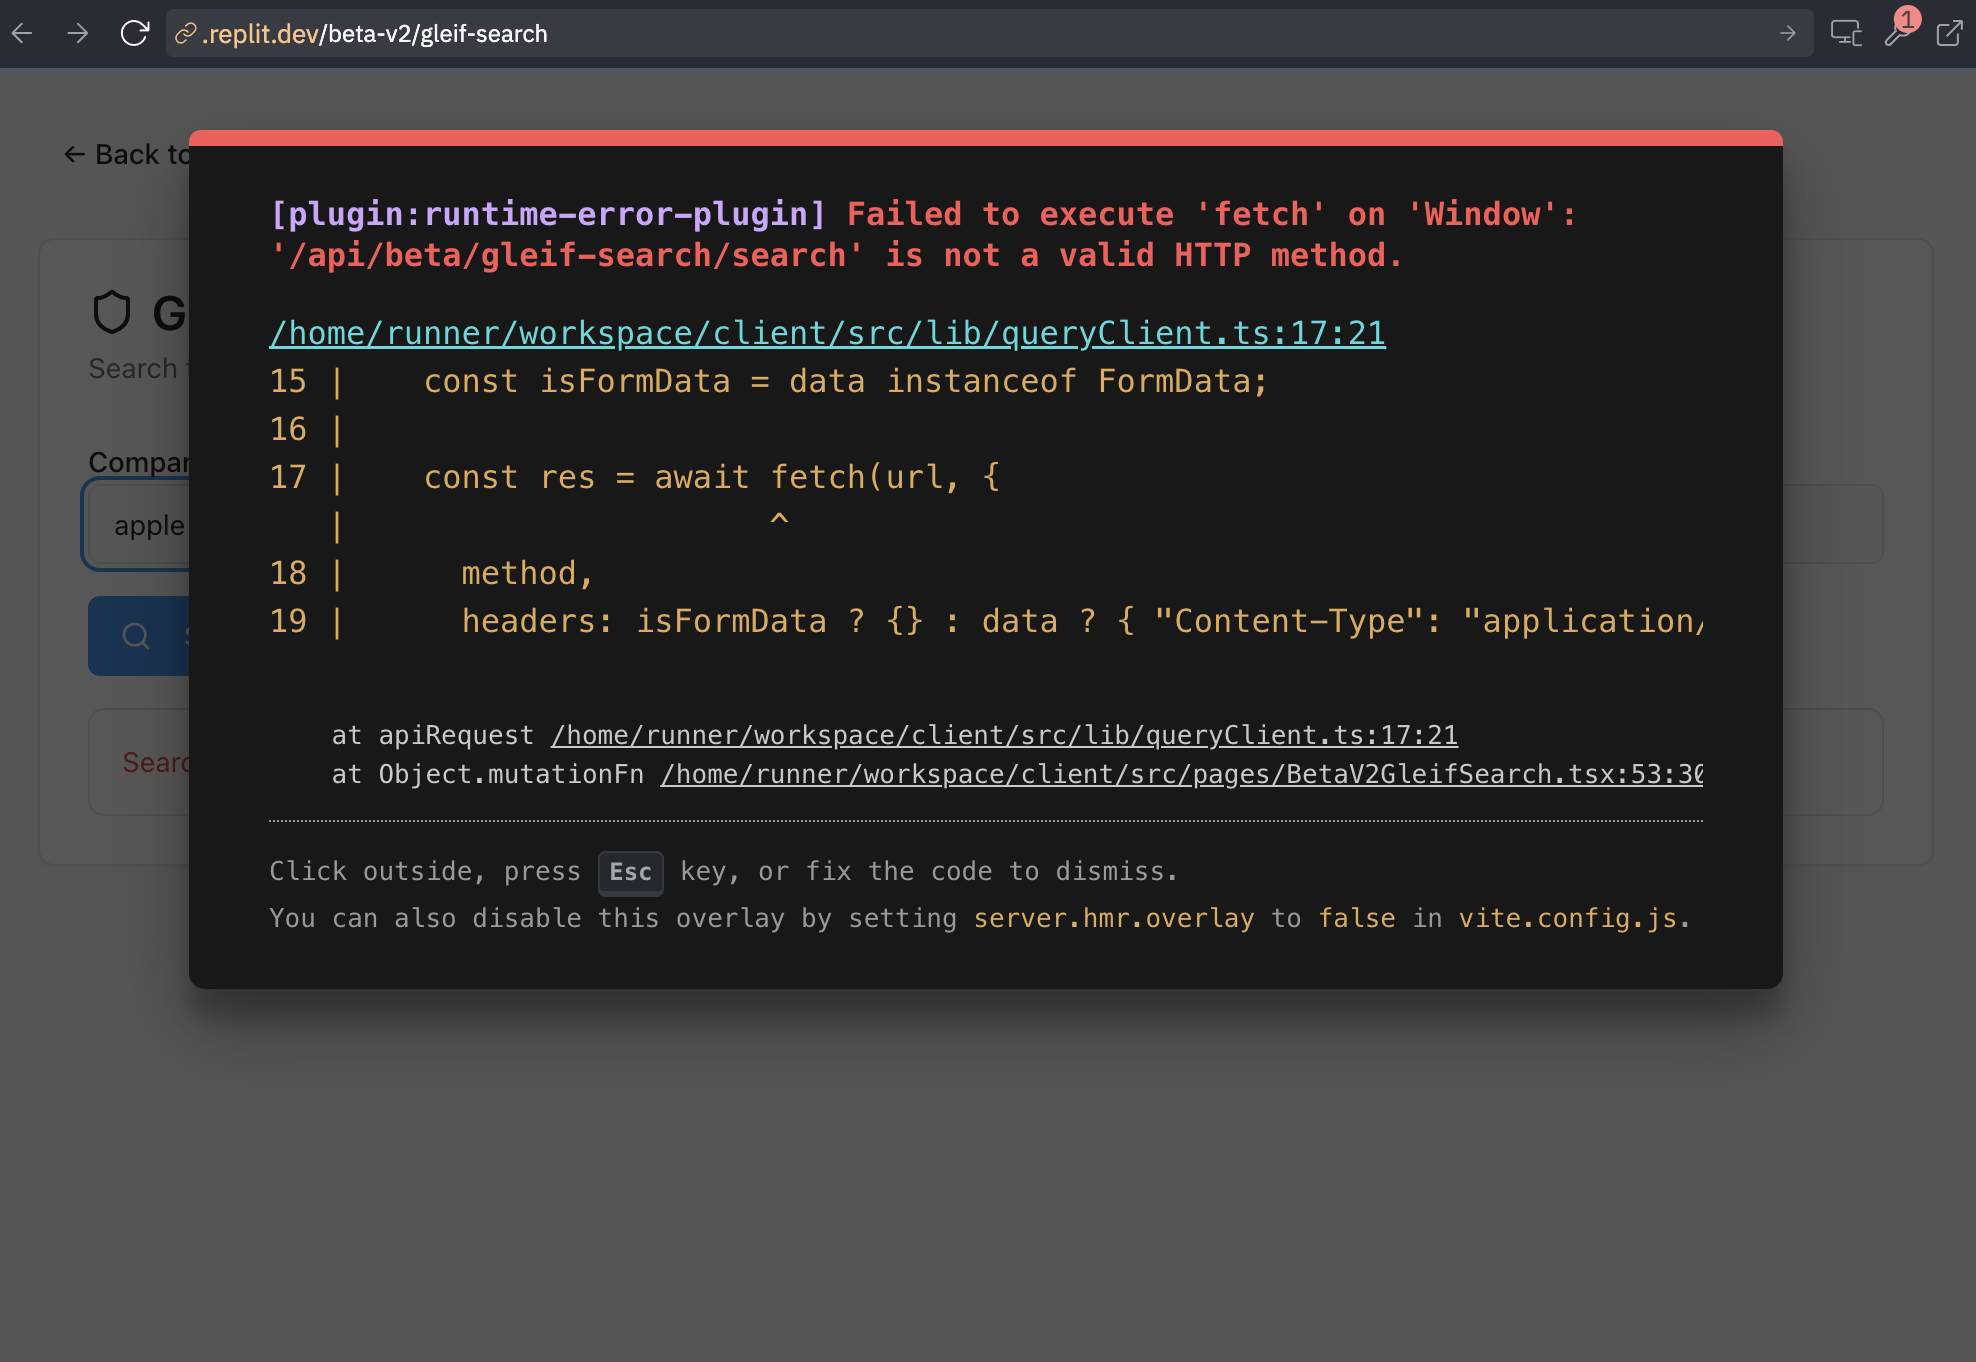 .replit.dev/beta-v2/gleif-search
1
← Back to
[plugin:runtime-error-plugin] Failed to execute 'fetch' on 'Window':
'/api/beta/gleif-search/search' is not a valid HTTP method.
G
/home/runner/workspace/client/src/lib/queryClient.ts:17:21
Search
15 | const isFormData = data instanceof FormData;
16 |
Compan
17 | const res = await fetch(url, {
| ^
apple
18 | method,
19 | headers: isFormData ? {} : data ? { "Content-Type": "application/
at apiRequest /home/runner/workspace/client/src/lib/queryClient.ts:17:21
Searc
at Object.mutationFn /home/runner/workspace/client/src/pages/BetaV2GleifSearch.tsx:53:30
Click outside, press Esc key, or fix the code to dismiss.
You can also disable this overlay by setting server.hmr.overlay to false in vite.config.js.